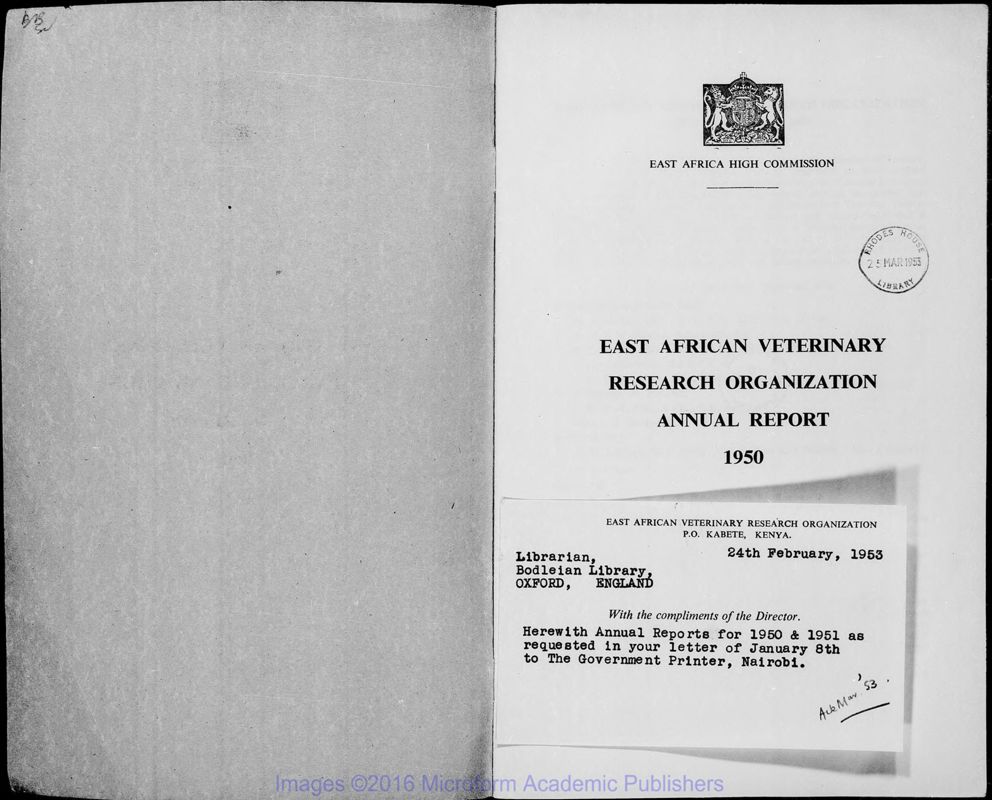 EAST AFRICA HIGH COMMISSION
RHODES HOUSE
25 MAR 1953
LIBRARY
EAST AFRICAN VETERINARY
RESEARCH ORGANIZATION
ANNUAL REPORT
1950
EAST AFRICAN VETERINARY RESEARCH ORGANIZATION
P.O. KABETE, KENYA.
24th February, 1953
Librarian,
Bodleian Library,
OXFORD, ENGLAND
With the compliments of the Director.
Herewith Annual Reports for 1950 & 1951 as
requested in your letter of January 8th
to The Government Printer, Nairobi.
Ack Mar '53.
Images ©2016 Microform Academic Publishers